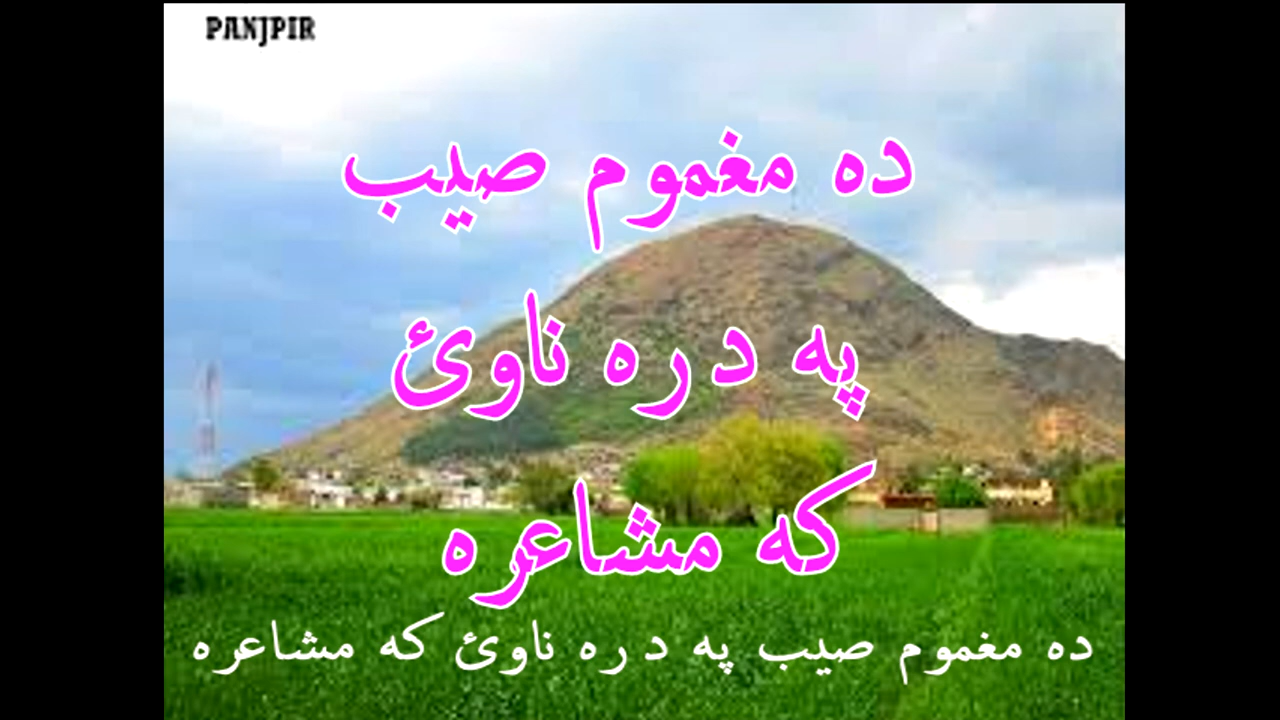 PANJPIR
ده مغموم صیب
په دره ناوئ
که مشاعره
ده مغموم صیب په دره ناوئ که مشاعره